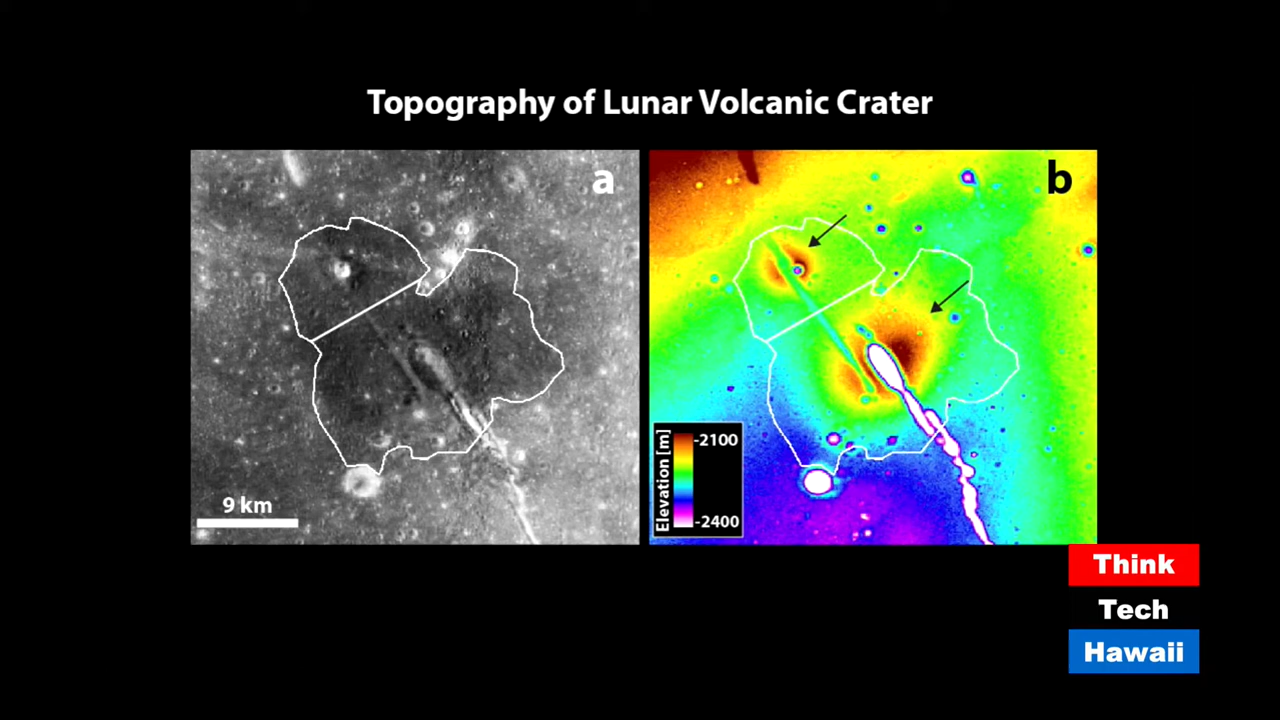 Topography of Lunar Volcanic Crater
a
b
9 km
Elevation [m]
-2100
-2400
Think
Tech
Hawaii